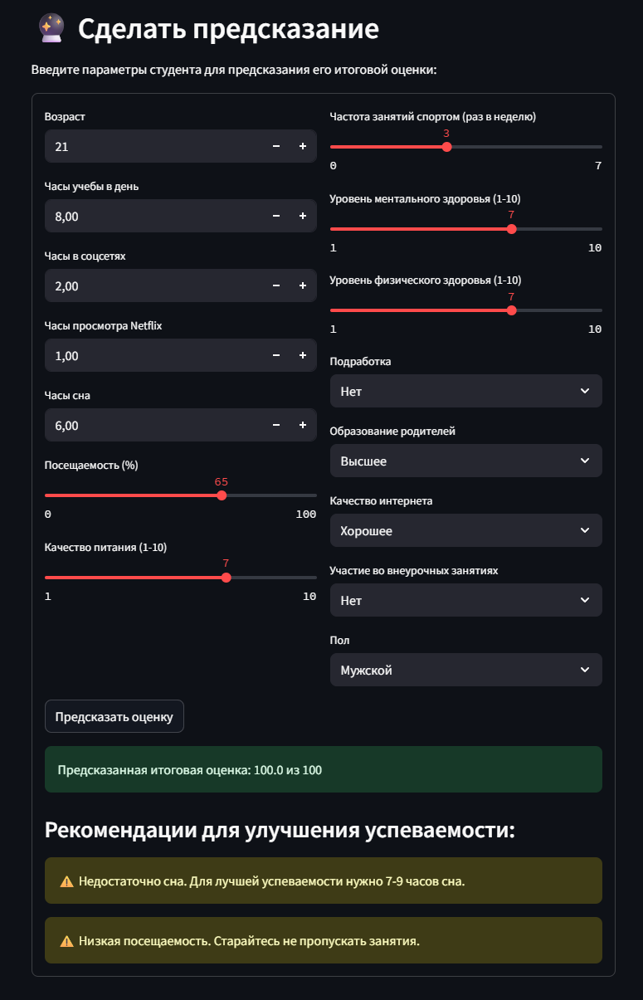 Сделать предсказание
Введите параметры студента для предсказания его итоговой оценки:
Возраст
21
Часы учебы в день
8,00
Часы в соцсетях
2,00
Часы просмотра Netflix
1,00
Часы сна
6,00
Посещаемость (%)
65
0 100
Качество питания (1-10)
7
1 10
Частота занятий спортом (раз в неделю)
3
0 7
Уровень ментального здоровья (1-10)
7
1 10
Уровень физического здоровья (1-10)
7
1 10
Подработка
Нет
Образование родителей
Высшее
Качество интернета
Хорошее
Участие во внеурочных занятиях
Нет
Пол
Мужской
Предсказать оценку
Предсказанная итоговая оценка: 100.0 из 100
Рекомендации для улучшения успеваемости:
Недостаточно сна. Для лучшей успеваемости нужно 7-9 часов сна.
Низкая посещаемость. Старайтесь не пропускать занятия.